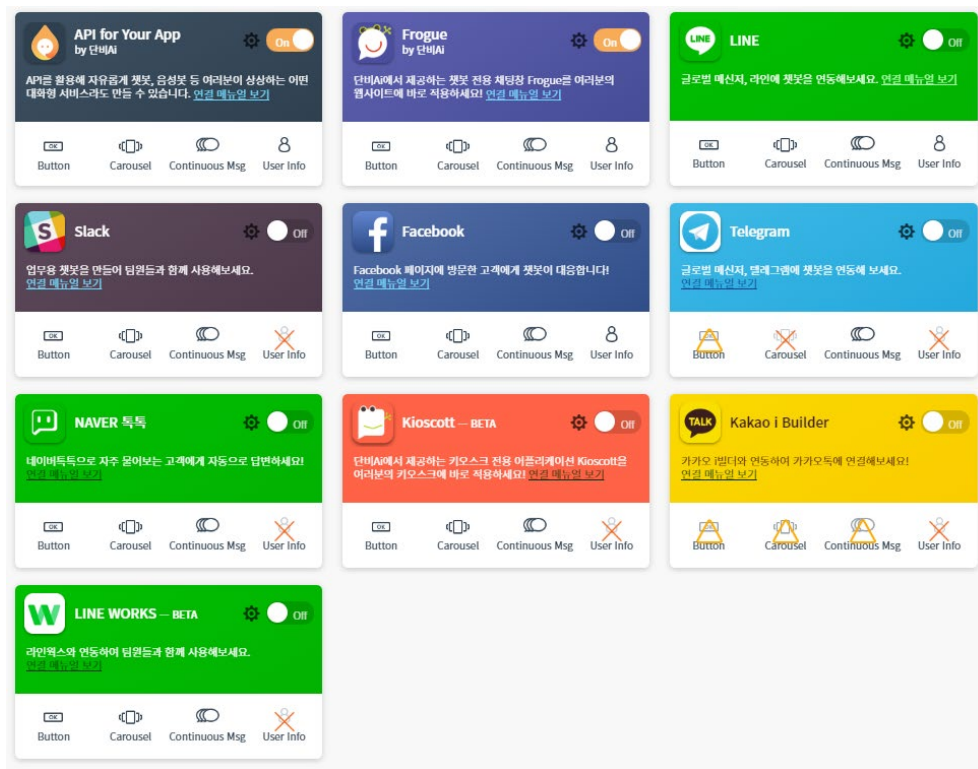 API for Your App
by 단비Ai
On
API를 활용해 자유롭게 챗봇, 음성봇 등 여러분이 상상하는 어떤
대화형 서비스라도 만들 수 있습니다. 연결 메뉴얼 보기
OK
Button Carousel Continuous Msg User Info
Frogue
by 단비Ai
On
단비Ai에서 제공하는 챗봇 전용 채팅창 Frogue를 여러분의
웹사이트에 바로 적용하세요! 연결 메뉴얼 보기
OK
Button Carousel Continuous Msg User Info
LINE
LINE
Off
글로벌 메신저, 라인에 챗봇을 연동해보세요. 연결 메뉴얼 보기
OK
Button Carousel Continuous Msg User Info
S
Slack
Off
업무용 챗봇을 만들어 팀원들과 함께 사용해보세요.
연결 메뉴얼 보기
OK
Button Carousel Continuous Msg User Info
f
Facebook
Off
Facebook 페이지에 방문한 고객에게 챗봇이 대응합니다!
연결 메뉴얼 보기
OK
Button Carousel Continuous Msg User Info
Telegram
Off
글로벌 메신저, 텔레그램에 챗봇을 연동해 보세요.
연결 메뉴얼 보기
OK
Button Carousel Continuous Msg User Info
NAVER 톡톡
Off
네이버톡톡으로 자주 물어보는 고객에게 자동으로 답변하세요!
연결 메뉴얼 보기
OK
Button Carousel Continuous Msg User Info
Kioscott — BETA
Off
단비Ai에서 제공하는 키오스크 전용 어플리케이션 Kioscott을
여러분의 키오스크에 바로 적용하세요! 연결 메뉴얼 보기
OK
Button Carousel Continuous Msg User Info
TALK
Kakao i Builder
Off
카카오 i빌더와 연동하여 카카오톡에 연결해보세요!
연결 메뉴얼 보기
OK
Button Carousel Continuous Msg User Info
W
LINE WORKS — BETA
Off
라인웍스와 연동하여 팀원들과 함께 사용해보세요.
연결 메뉴얼 보기
OK
Button Carousel Continuous Msg User Info